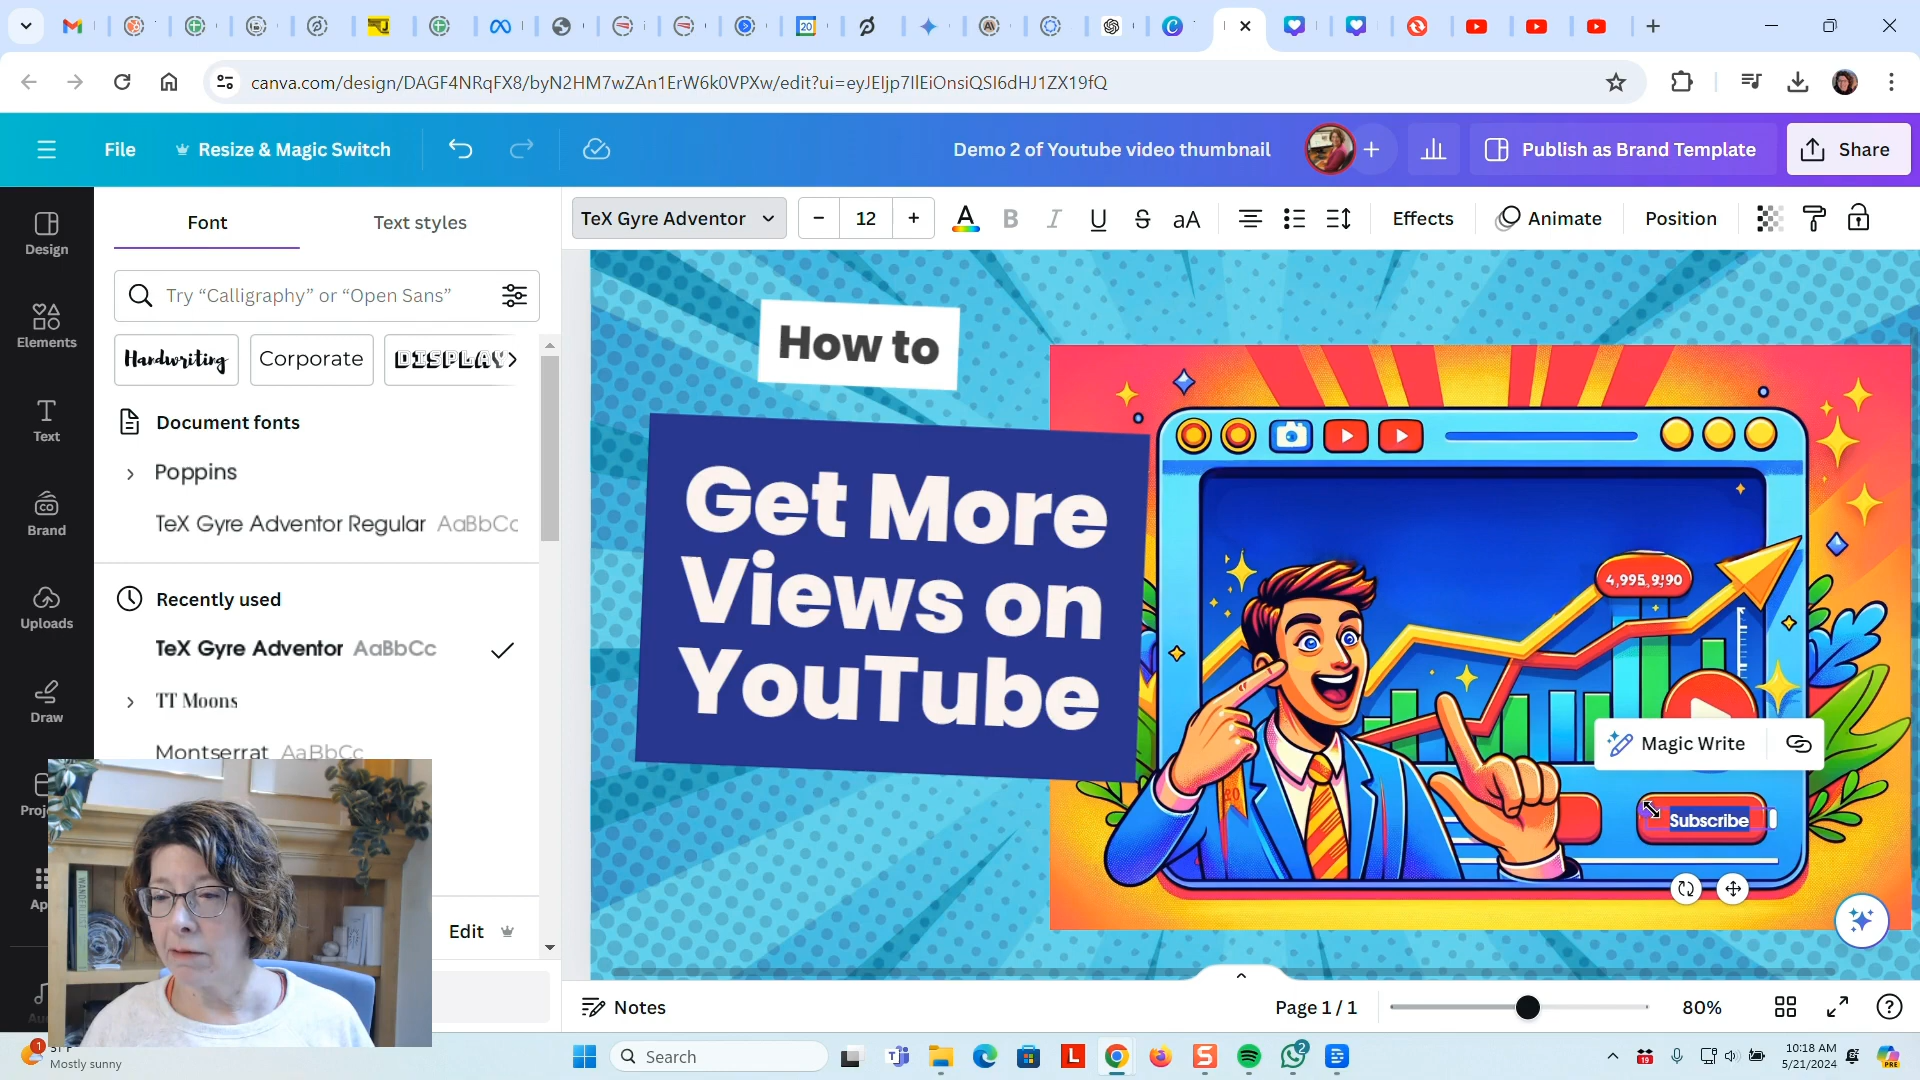 20
canva.com/design/DAGF4NRqFX8/byN2HM7wZAn1ErW6k0VPXw/edit?ui=eyJEIjp7IlEiOnsiQSI6dHJ1ZX19fQ
File
Resize & Magic Switch
Demo 2 of Youtube video thumbnail
Publish as Brand Template
Share
Design
Elements
Text
Brand
Uploads
Draw
Font
Text styles
Try “Calligraphy” or “Open Sans”
Handwriting
Corporate
DISPLAY
Document fonts
Poppins
TeX Gyre Adventor Regular AaBbCc
Recently used
TeX Gyre Adventor AaBbCc
TT Moons
Montserrat AaBbCc
Edit
TeX Gyre Adventor
12
A B I U S aA
Effects
Animate
Position
How to
Get More
Views on
YouTube
4,995,9!90
Magic Write
Subscribe
Notes
Page 1 / 1
80%
Mostly sunny
Search
10:18 AM
5/21/2024